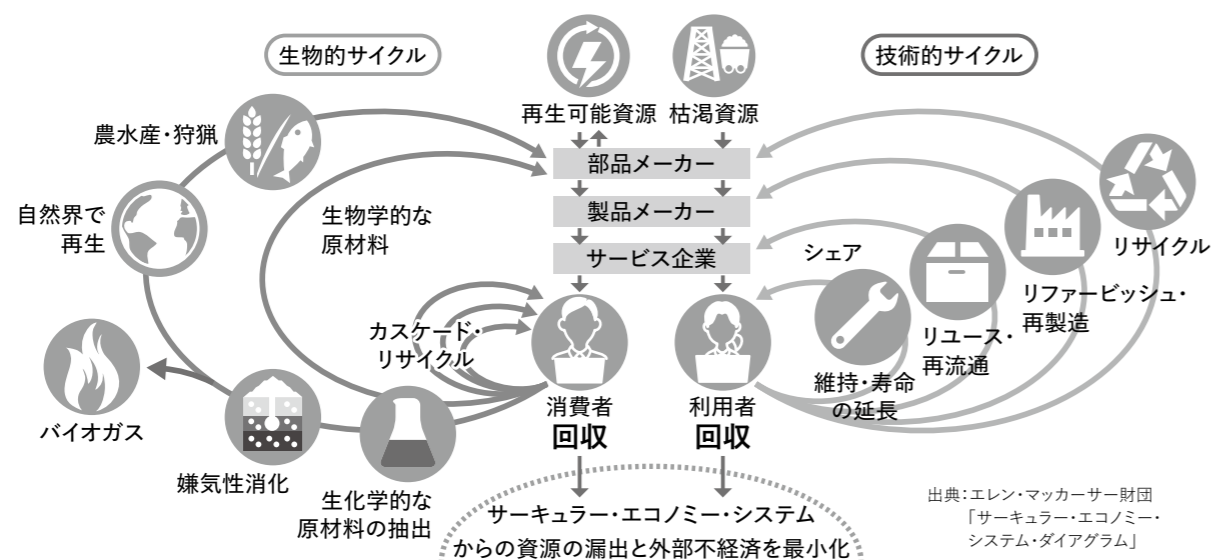 生物的サイクル
技術的サイクル
再生可能資源
枯渇資源
部品メーカー
製品メーカー
サービス企業
農水産・狩猟
自然界で
再生
生物学的な
原材料
カスケード・
リサイクル
バイオガス
嫌気性消化
生化学的な
原材料の抽出
消費者
回収
利用者
回収
シェア
維持・寿命
の延長
リユース・
再流通
リファービッシュ・
再製造
リサイクル
サーキュラー・エコノミー・システム
からの資源の漏出と外部不経済を最小化
出典：エレン・マッカーサー財団
「サーキュラー・エコノミー・
システム・ダイアグラム」